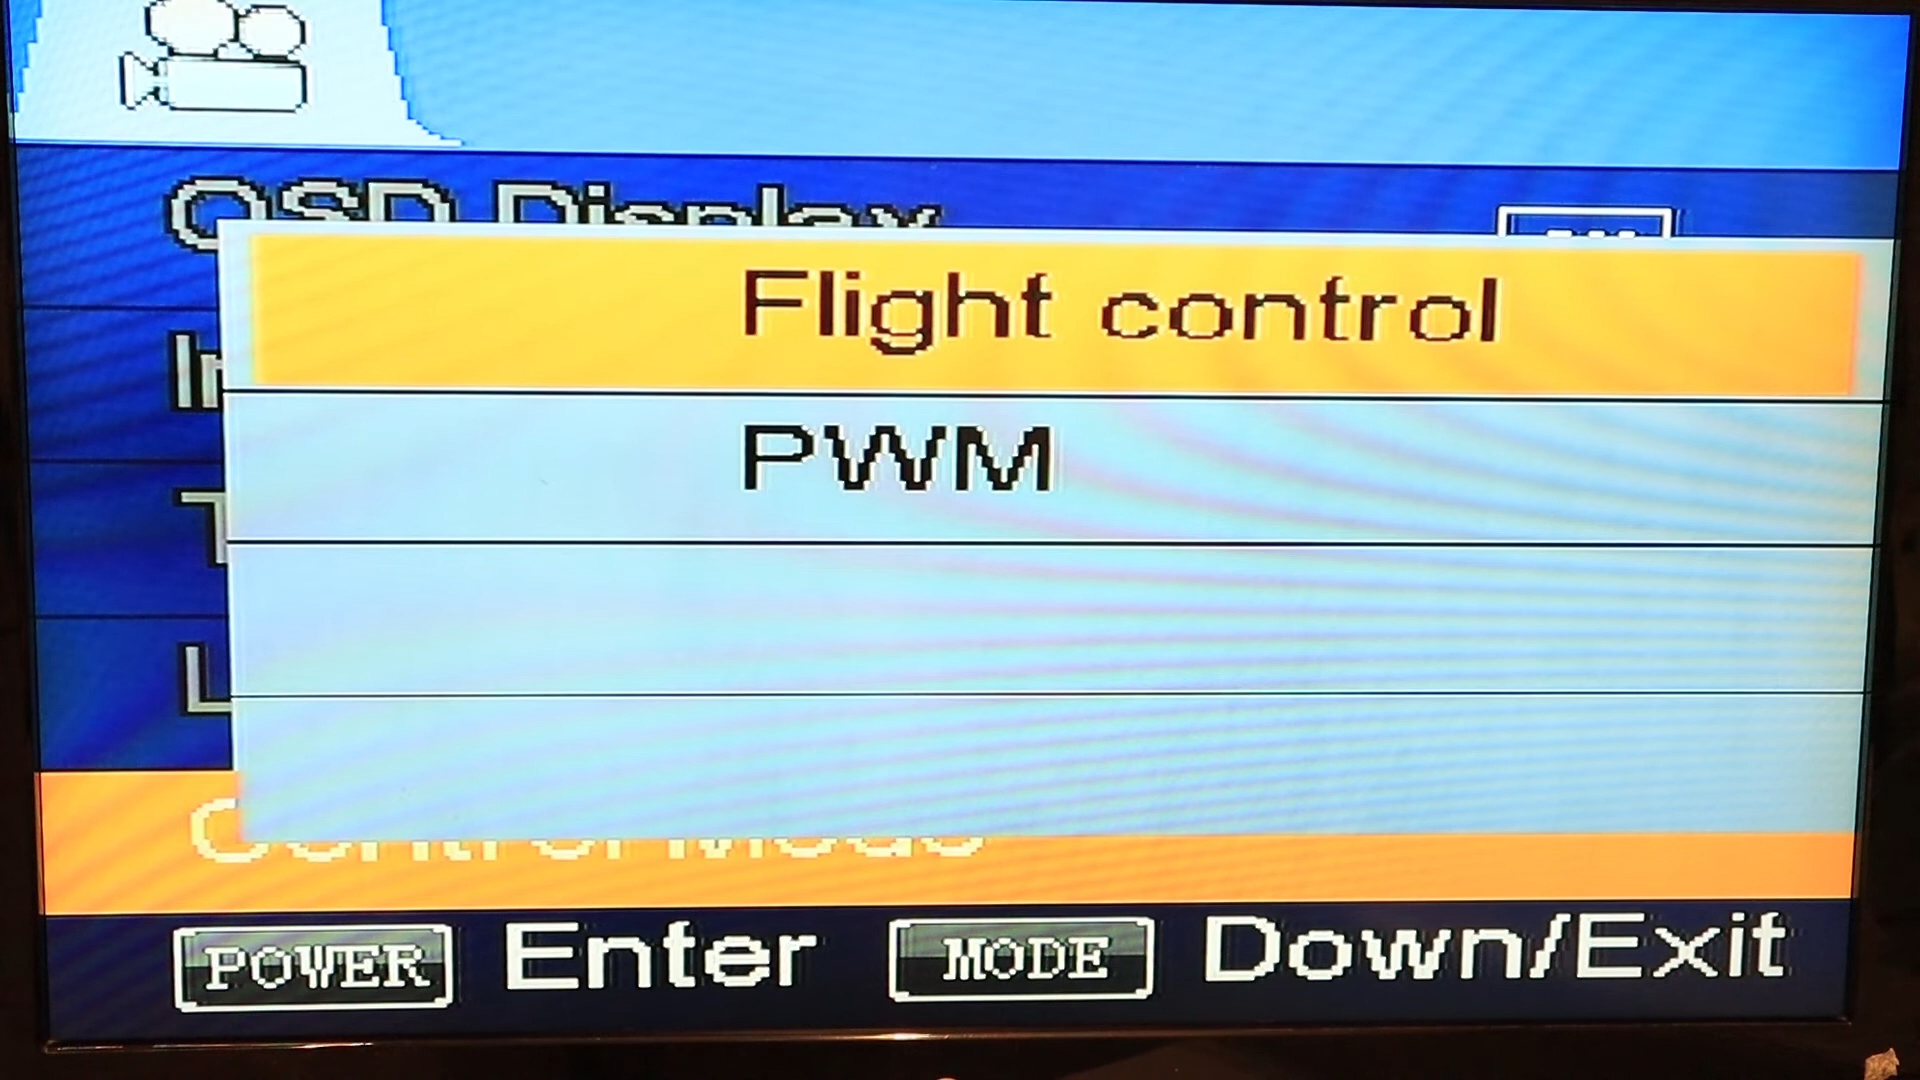 OSD Display
Flight control
PWM
Control Mode
POWER Enter MODE Down/Exit